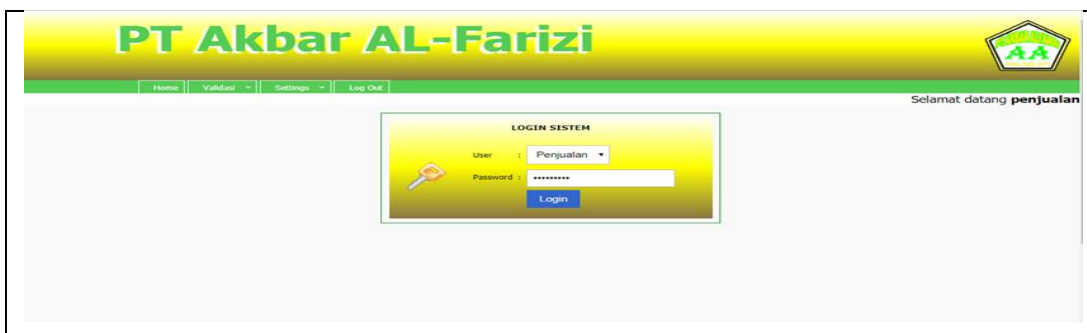 PT Akbar AL-Farizi
AA
Home Validasi Settings Log Out
Selamat datang penjualan
LOGIN SISTEM
User : Penjualan
Password : •••••••••
Login